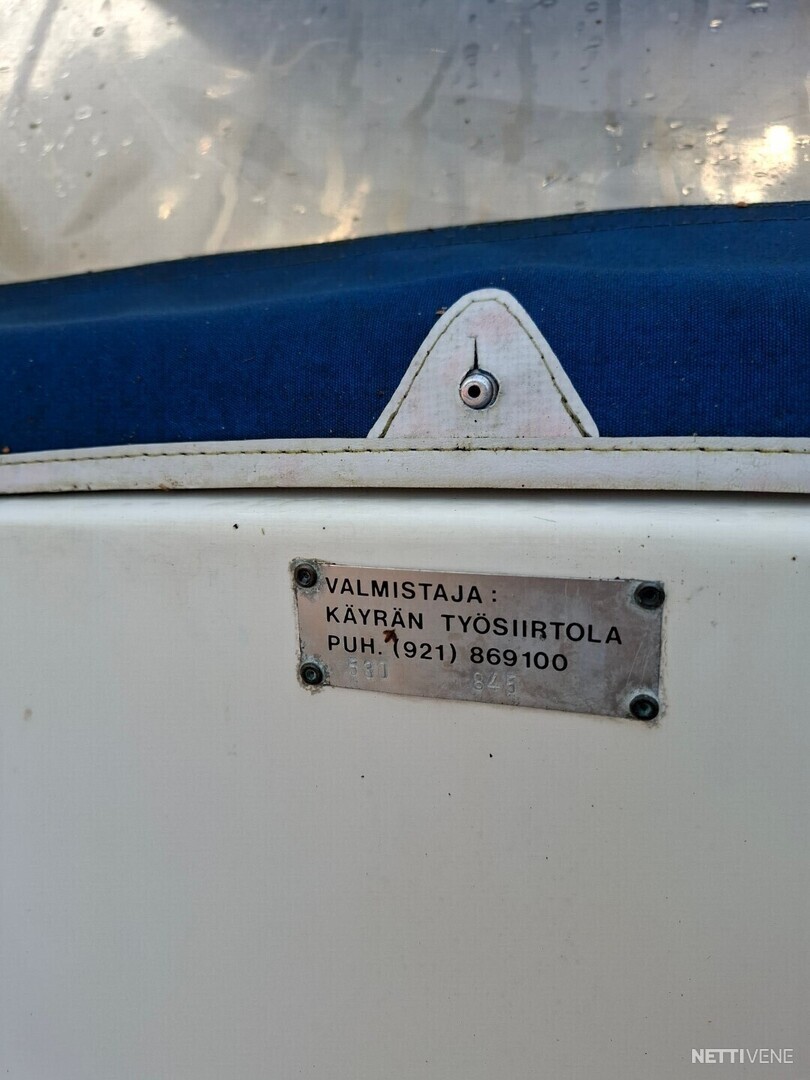 VALMISTAJA :
KÄYRÄN TYÖSIIRTOLA
PUH. (921) 869100
NETTIVENE